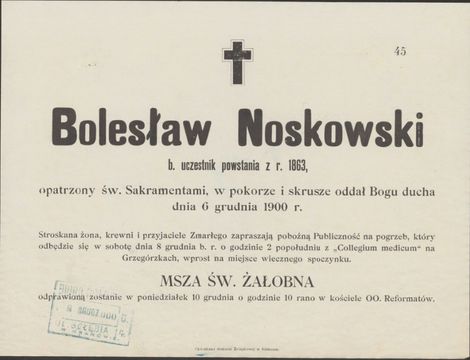 45
Bolesław Noskowski
b. uczestnik powstania z r. 1863,
opatrzony św. Sakramentami, w pokorze i skrusze oddał Bogu ducha
dnia 6 grudnia 1900 r.
Stroskana żona, krewni i przyjaciele Zmarłego zapraszają pobożną Publiczność na pogrzeb, który
odbędzie się w sobotę dnia 8 grudnia b. r. o godzinie 2 popołudniu z „Collegium medicum“ na
Grzegórzkach, wprost na miejsce wiecznego spoczynku.
MSZA ŚW. ŻAŁOBNA
odprawioną zostanie w poniedziałek 10 grudnia o godzinie 10 rano w kościele OO. Reformatów.